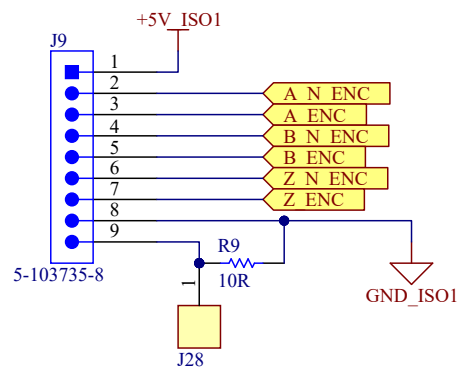 +5V_ISO1
J9
1
2
A_N_ENC
3
A_ENC
4
B_N_ENC
5
B_ENC
6
Z_N_ENC
7
Z_ENC
8
9
R9
5-103735-8
10R
GND_ISO1
1
J28